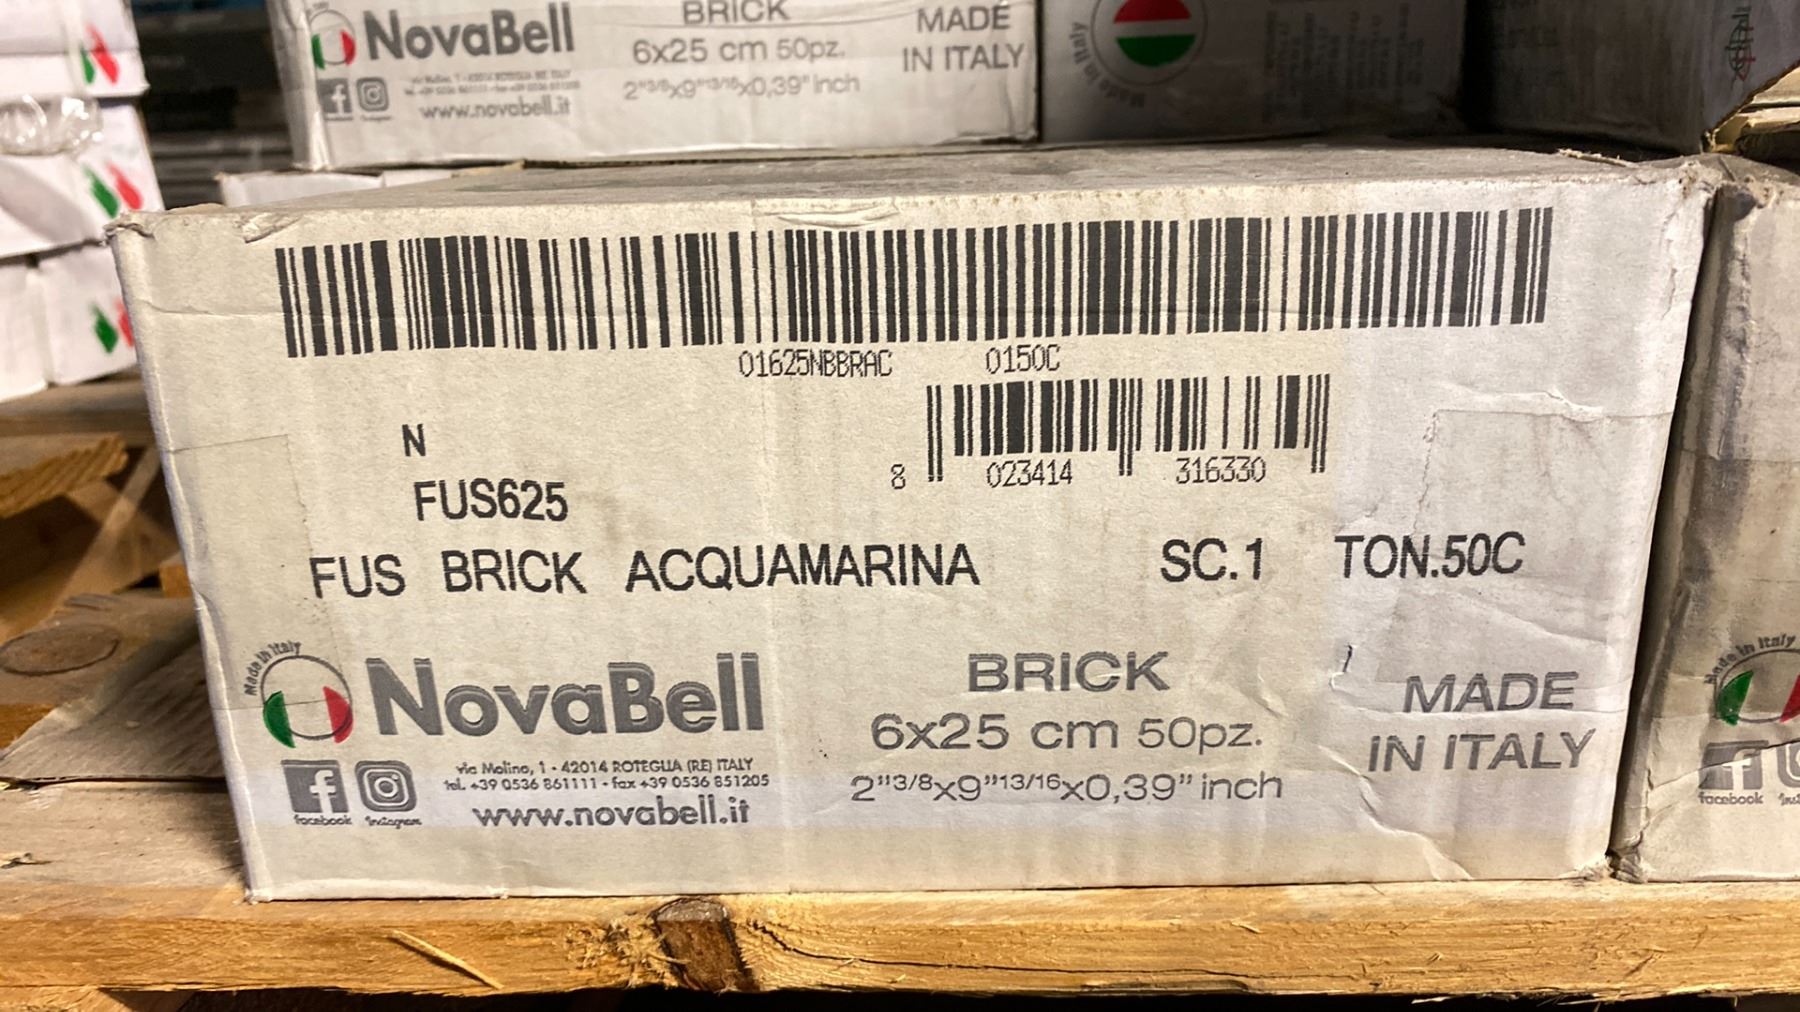 NovaBell
BRICK
6x25 cm 50pz.
2"3/8x9"13/16x0,39" inch
MADE
IN ITALY
www.novabell.it
Made in Italy
01625NBBRAC 0150C
N
FUS625
8 023414 316330
FUS BRICK ACQUAMARINA SC.1 TON.50C
Made in Italy
NovaBell
via Molino, 1 - 42014 ROTEGLIA (RE) ITALY
tel. +39 0536 861111 - fax +39 0536 851205
www.novabell.it
facebook Instagram
BRICK
6x25 cm 50pz.
2"3/8x9"13/16x0,39" inch
MADE
IN ITALY
Made in Italy
facebook